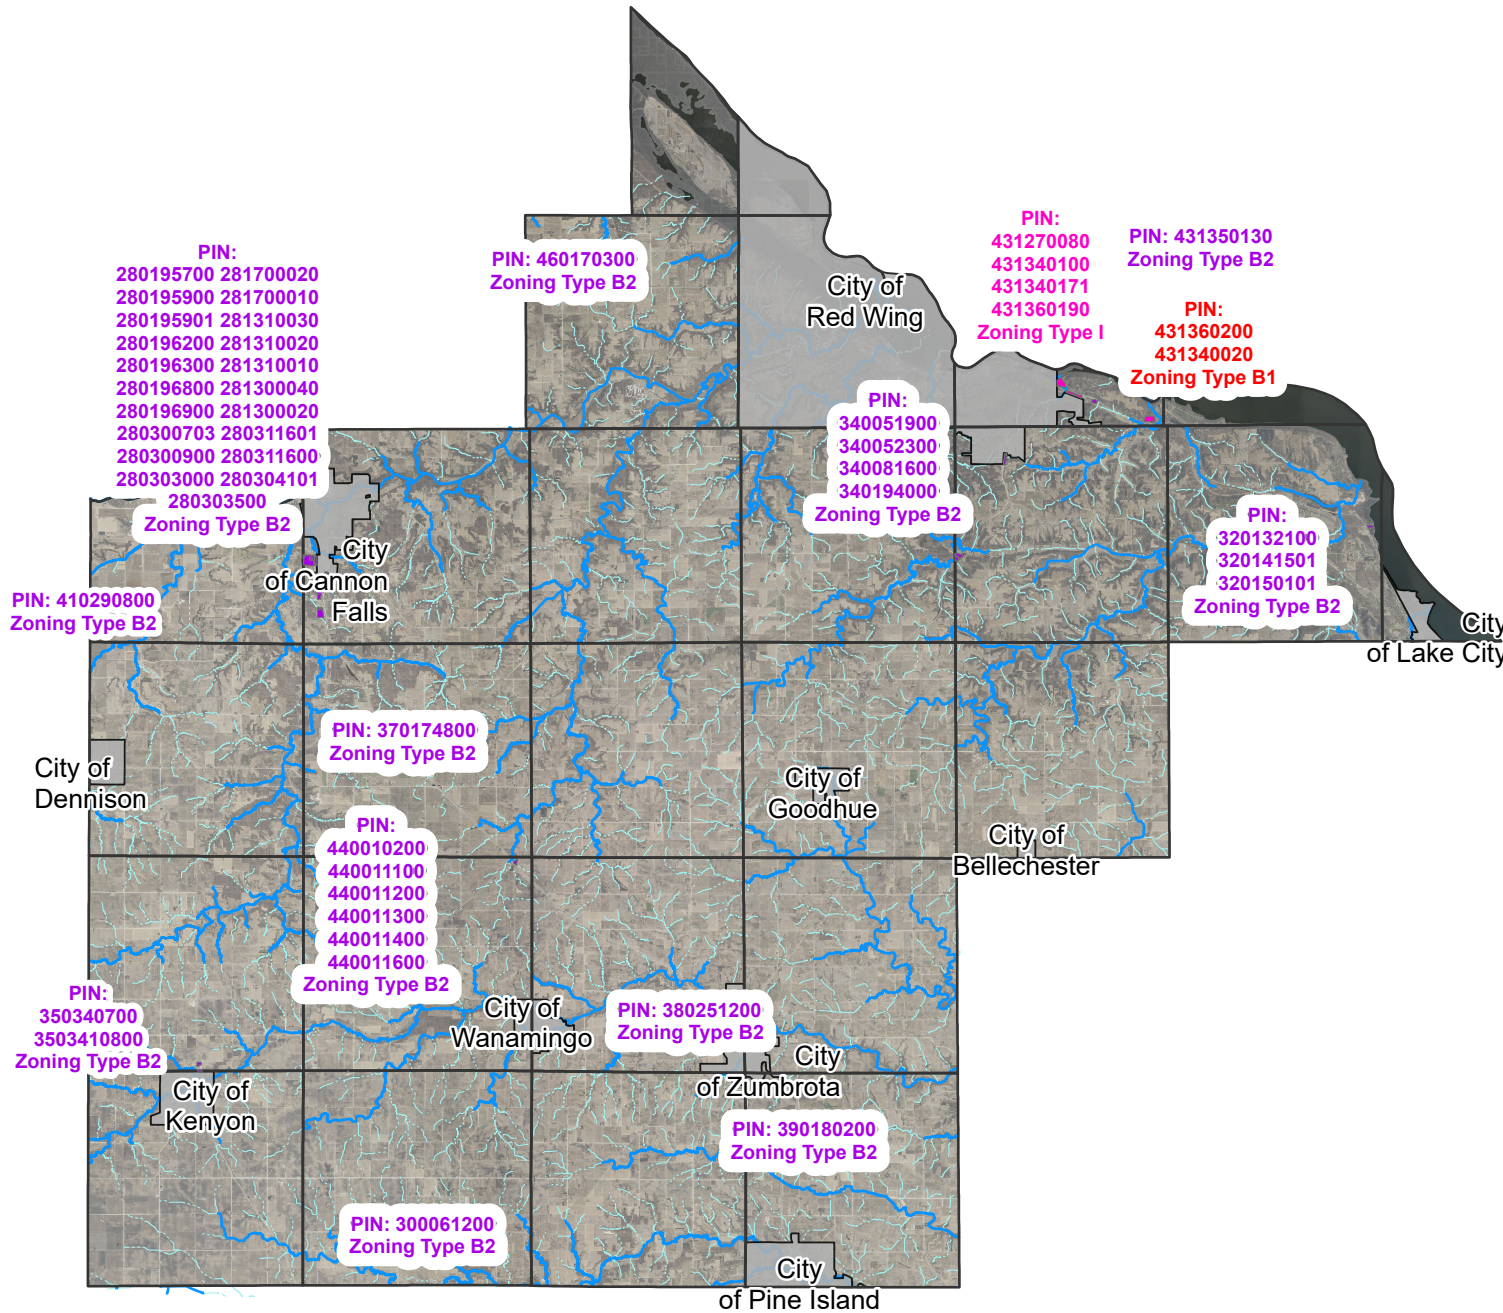 PIN:
280195700 281700020
280195900 281700010
280195901 281310030
280196200 281310020
280196300 281310010
280196800 281300040
280196900 281300020
280300703 280311601
280300900 280311600
280303000 280304101
280303500
Zoning Type B2
PIN: 460170300
Zoning Type B2
City of
Red Wing
PIN:
431270080
431340100
431340171
431360190
Zoning Type I
PIN: 431350130
Zoning Type B2
PIN:
431360200
431340020
Zoning Type B1
PIN:
340051900
340052300
340081600
340194000
Zoning Type B2
PIN:
320132100
320141501
320150101
Zoning Type B2
City
of Cannon
Falls
PIN: 410290800
Zoning Type B2
City
of Lake City
PIN: 370174800
Zoning Type B2
City of
Dennison
City of
Goodhue
City of
Bellechester
PIN:
440010200
440011100
440011200
440011300
440011400
440011600
Zoning Type B2
PIN:
350340700
3503410800
Zoning Type B2
City of
Wanamingo
PIN: 380251200
Zoning Type B2
City
of Zumbrota
City of
Kenyon
PIN: 390180200
Zoning Type B2
PIN: 300061200
Zoning Type B2
City
of Pine Island